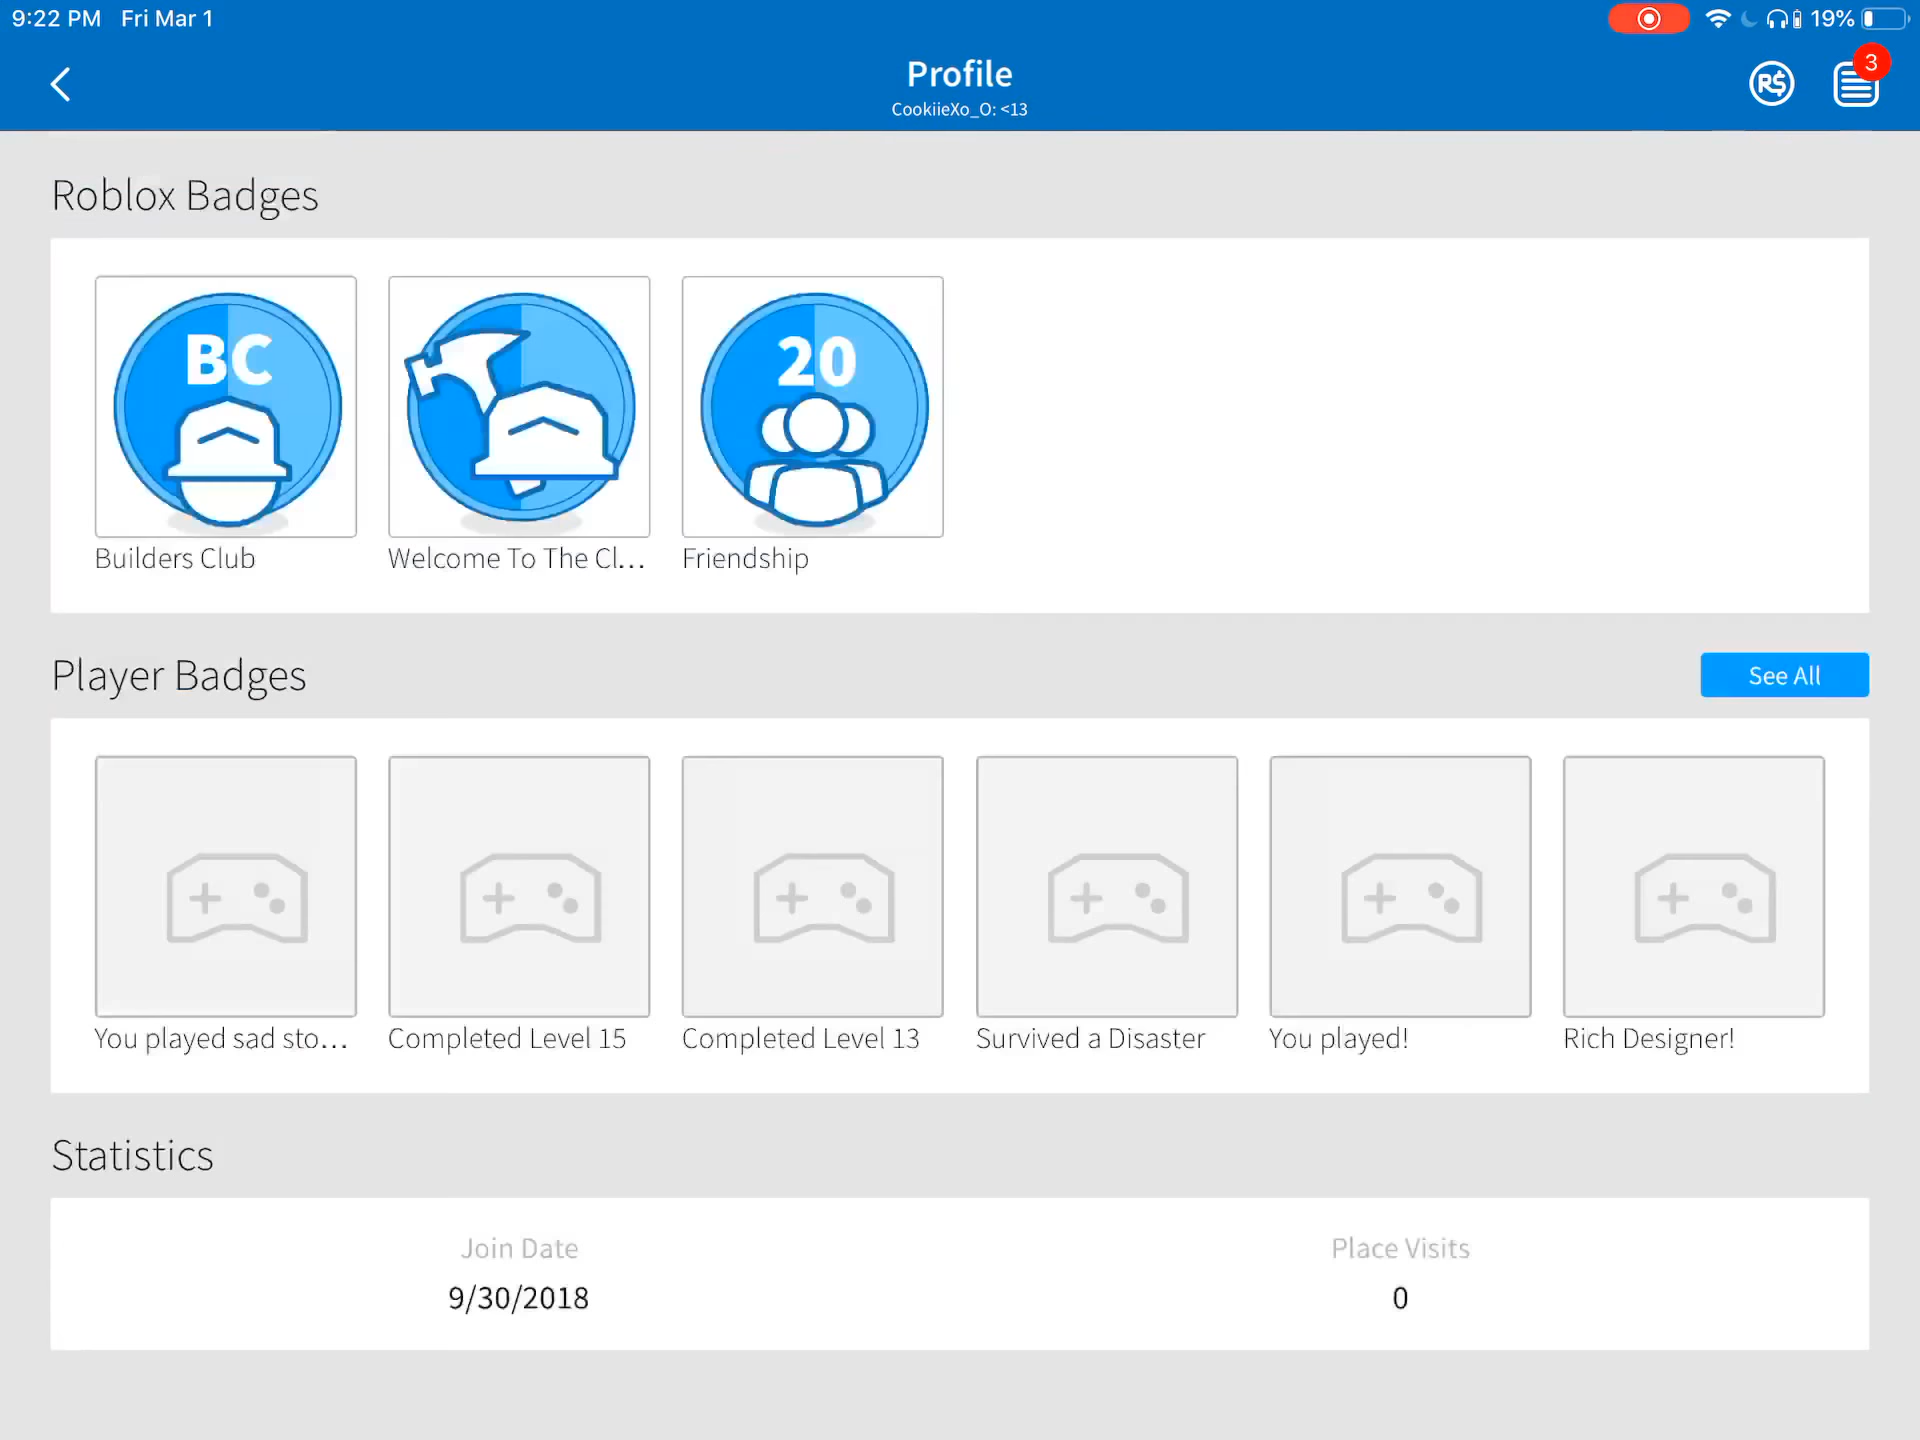 9:22 PM Fri Mar 1
19%
Profile
CookiieXo_O: <13
R$
3
Roblox Badges
BC
20
Builders Club
Welcome To The Cl...
Friendship
Player Badges
See All
You played sad sto...
Completed Level 15
Completed Level 13
Survived a Disaster
You played!
Rich Designer!
Statistics
Join Date
Place Visits
9/30/2018
0